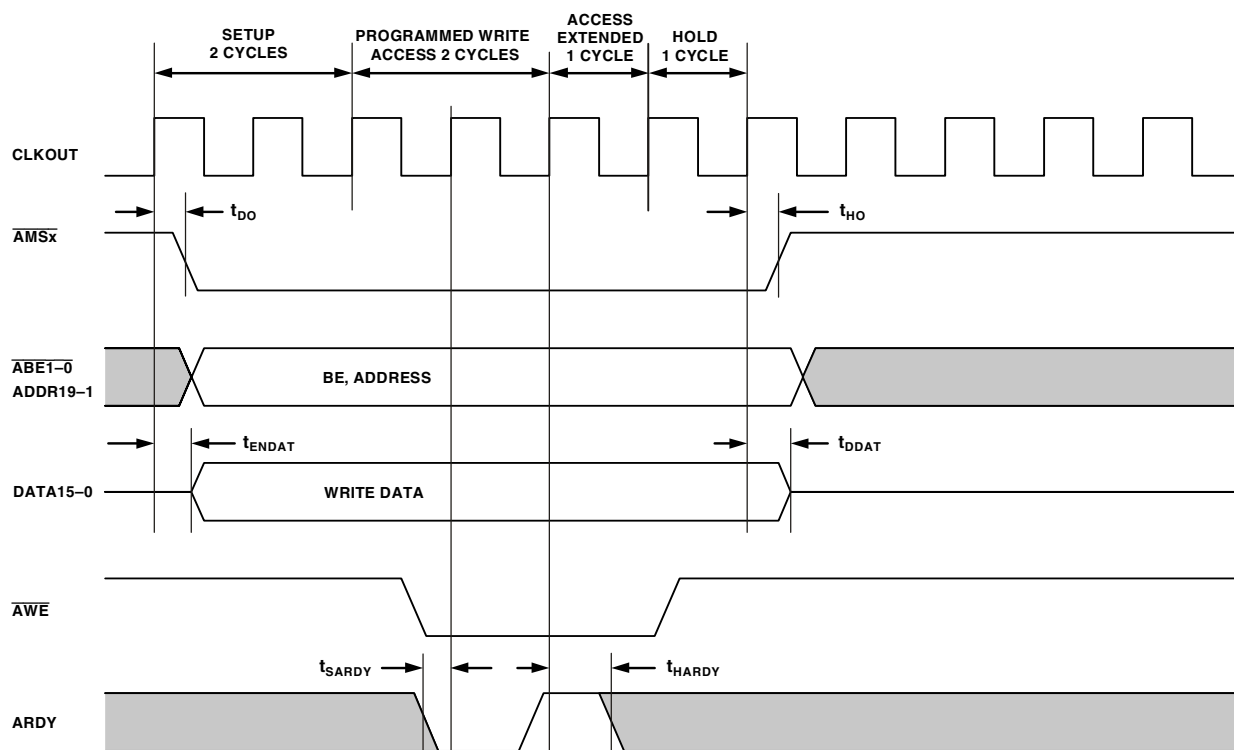 SETUP
2 CYCLES
PROGRAMMED WRITE
ACCESS 2 CYCLES
ACCESS
EXTENDED
1 CYCLE
HOLD
1 CYCLE
CLKOUT
tDO
tHO
AMSx
ABE1–0
ADDR19–1
BE, ADDRESS
tENDAT
tDDAT
DATA15–0
WRITE DATA
AWE
tSARDY
tHARDY
ARDY